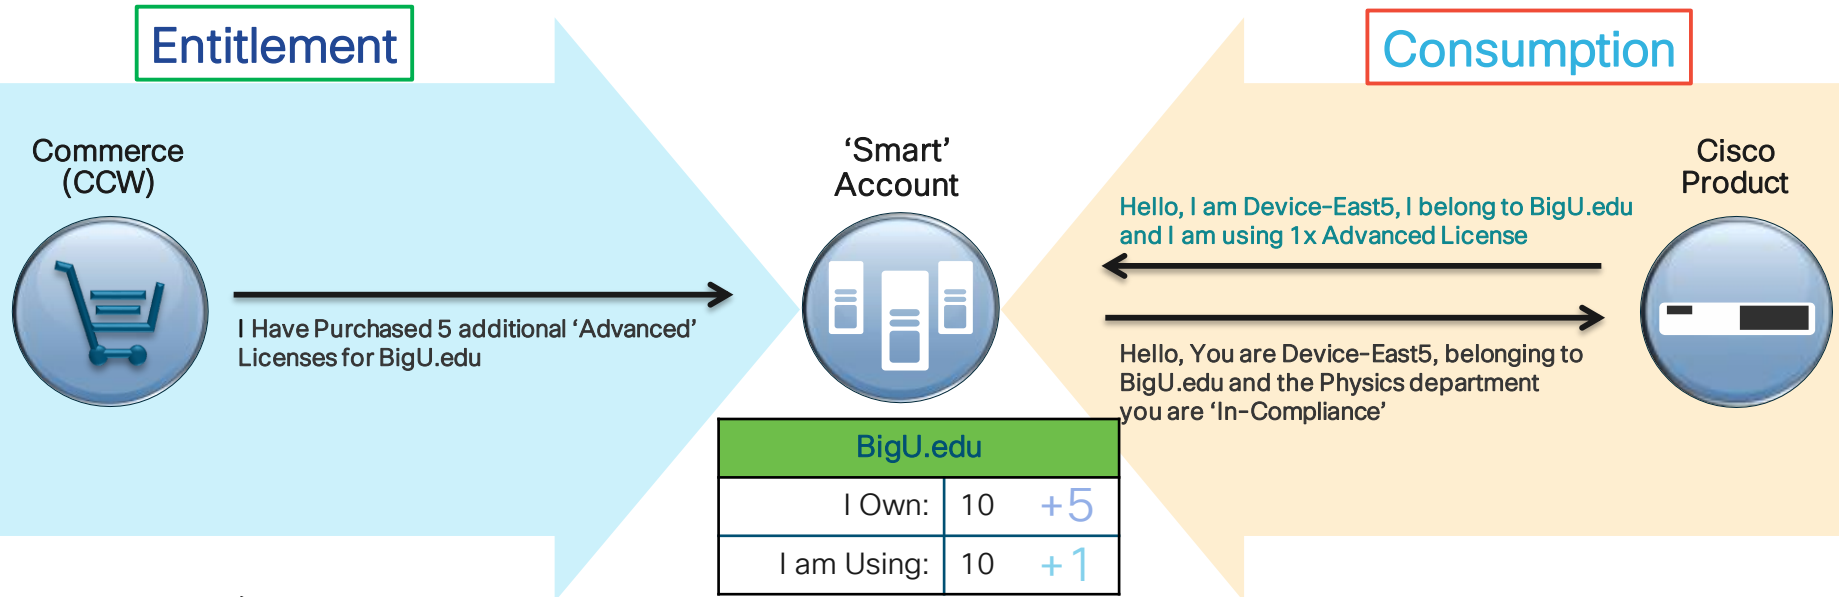 Entitlement
Consumption
Commerce
(CCW)
‘Smart’
Account
Cisco
Product
Hello, I am Device-East5, I belong to BigU.edu
and I am using 1x Advanced License
I Have Purchased 5 additional ‘Advanced’
Licenses for BigU.edu
Hello, You are Device-East5, belonging to
BigU.edu and the Physics department
you are ‘In-Compliance’
BigU.edu
I Own: 10 +5
I am Using: 10 +1